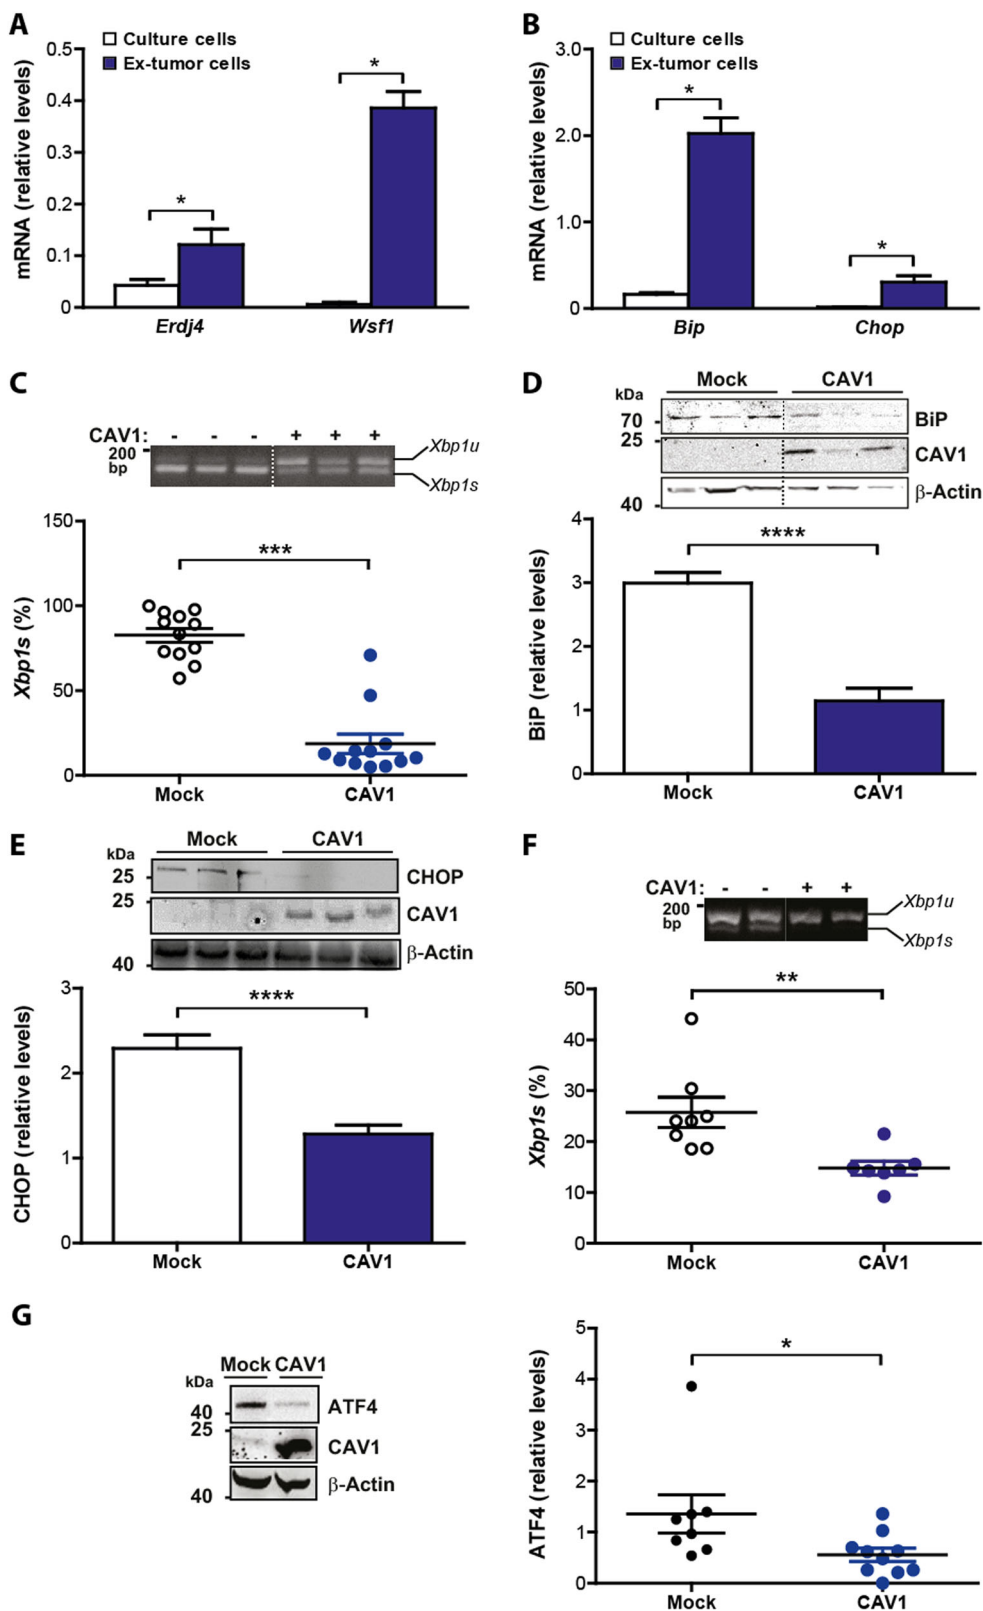 A
Culture cells
Ex-tumor cells
mRNA (relative levels)
0.5
0.4
0.3
0.2
0.1
0
*
*
Erdj4
Wsf1
B
Culture cells
Ex-tumor cells
mRNA (relative levels)
3.0
2.0
1.0
0
*
*
Bip
Chop
C
CAV1: - - - + + +
200
bp
Xbp1u
Xbp1s
Xbp1s (%)
150
100
50
0
***
Mock
CAV1
D
Mock
CAV1
kDa
70
BiP
25
CAV1
40
β-Actin
BiP (relative levels)
4
3
2
1
0
****
Mock
CAV1
E
Mock
CAV1
kDa
25
CHOP
25
CAV1
40
β-Actin
CHOP (relative levels)
3
2
1
0
****
Mock
CAV1
F
CAV1: - - + +
200
bp
Xbp1u
Xbp1s
Xbp1s (%)
50
40
30
20
10
0
**
Mock
CAV1
G
Mock CAV1
kDa
40
ATF4
25
CAV1
40
β-Actin
ATF4 (relative levels)
5
4
3
2
1
0
*
Mock
CAV1